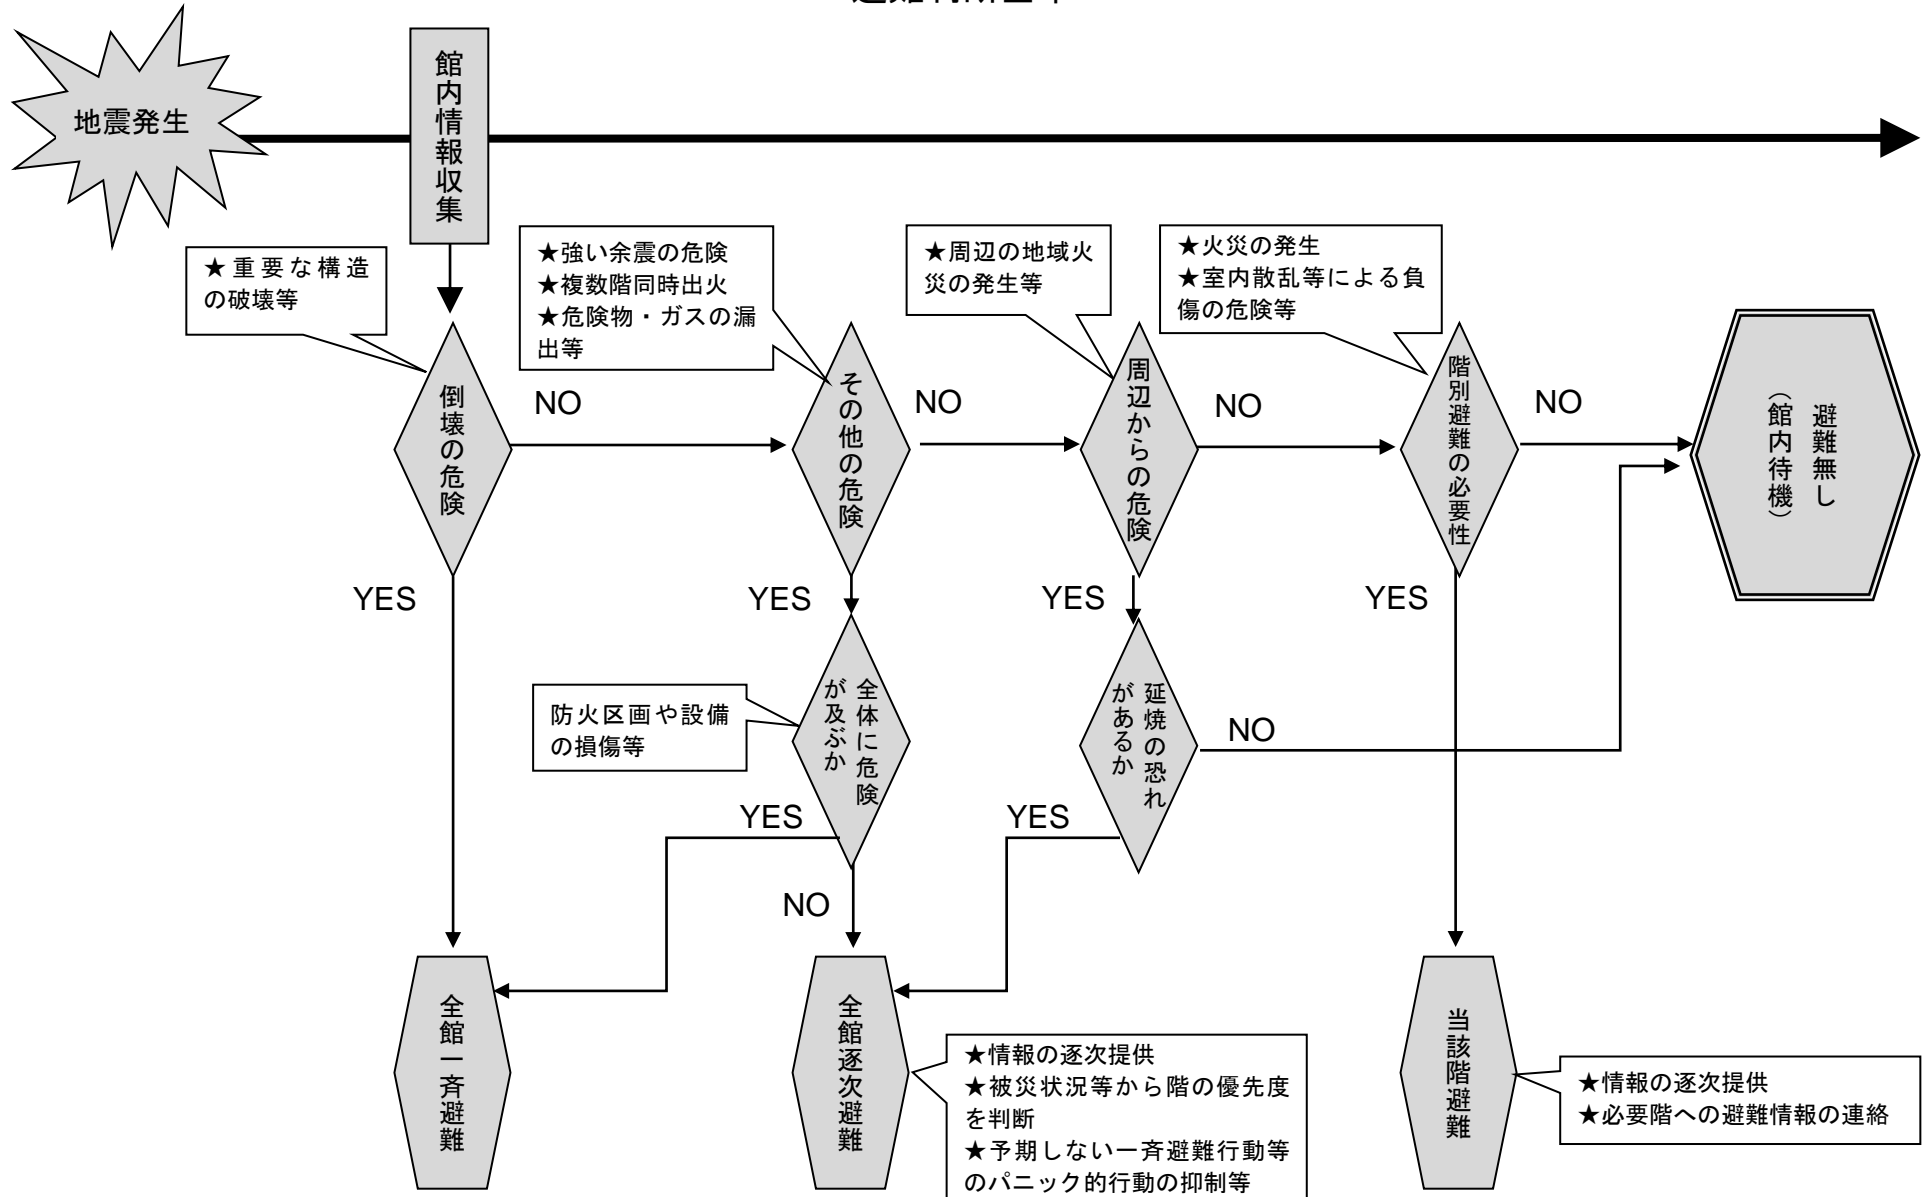 地震発生
館内情報収集
★重要な構造
の破壊等
★強い余震の危険
★複数階同時出火
★危険物・ガスの漏
出等
★周辺の地域火
災の発生等
★火災の発生
★室内散乱等による負
傷の危険等
倒壊の危険
NO
その他の危険
NO
周辺からの危険
NO
階別避難の必要性
NO
避難無し
（館内待機）
YES
YES
YES
YES
防火区画や設備
の損傷等
全体に危険
が及ぶか
延焼の恐れ
があるか
NO
YES
YES
NO
全館一斉避難
全館逐次避難
★情報の逐次提供
★被災状況等から階の優先度
を判断
★予期しない一斉避難行動等
のパニック的行動の抑制等
当該階避難
★情報の逐次提供
★必要階への避難情報の連絡